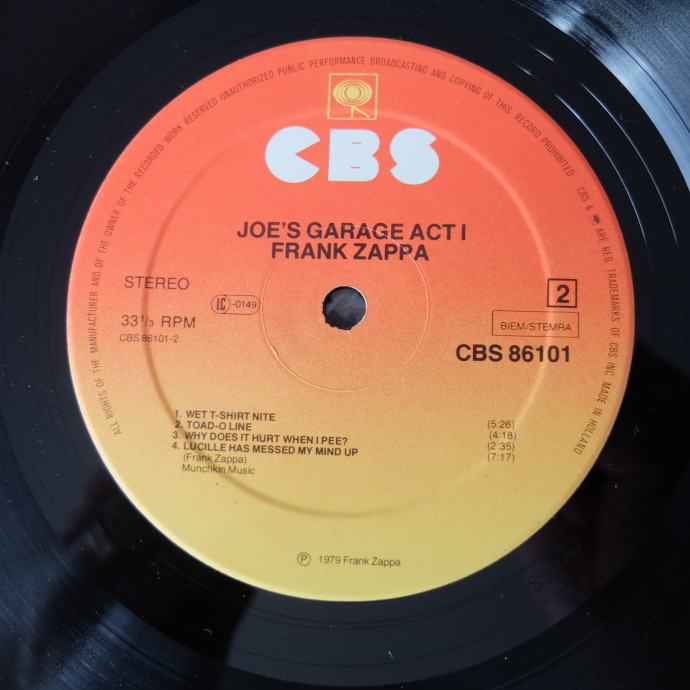 ALL RIGHTS OF THE MANUFACTURER AND OF THE OWNER OF THE RECORDED WORK RESERVED UNAUTHORIZED PUBLIC PERFORMANCE BROADCASTING AND COPYING OF THIS RECORD PROHIBITED CBS & ARE REG. TRADEMARKS OF CBS INC. MADE IN HOLLAND
CBS
JOE'S GARAGE ACT I
FRANK ZAPPA
STEREO
LC -0149
2
33 1/3 RPM
BIEM/STEMRA
CBS 86101-2
CBS 86101
1. WET T-SHIRT NITE (5:26)
2. TOAD-O LINE (4:18)
3. WHY DOES IT HURT WHEN I PEE? (2:35)
4. LUCILLE HAS MESSED MY MIND UP (7:17)
(Frank Zappa)
Munchkin Music
Ⓟ 1979 Frank Zappa